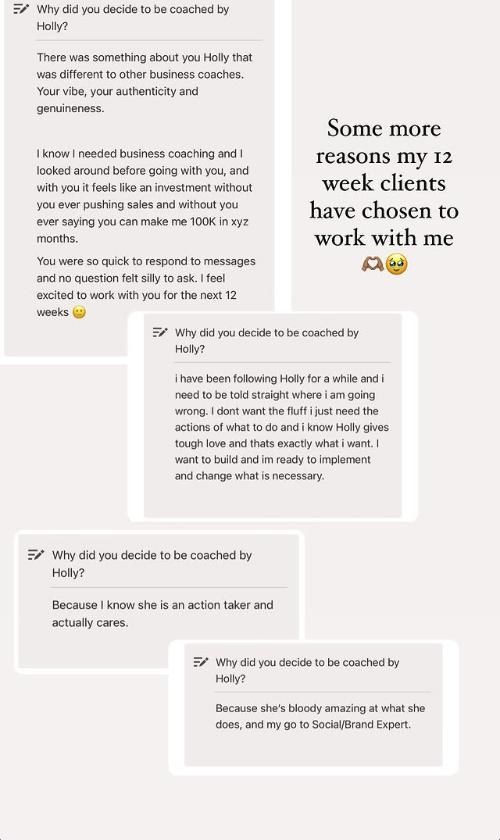 Why did you decide to be coached by
Holly?
There was something about you Holly that
was different to other business coaches.
Your vibe, your authenticity and
genuineness.
I know I needed business coaching and I
looked around before going with you, and
with you it feels like an investment without
you ever pushing sales and without you
ever saying you can make me 100K in xyz
months.
You were so quick to respond to messages
and no question felt silly to ask. I feel
excited to work with you for the next 12
weeks 🙂
Some more
reasons my 12
week clients
have chosen to
work with me
🫶🏽🥹
Why did you decide to be coached by
Holly?
i have been following Holly for a while and i
need to be told straight where i am going
wrong. I dont want the fluff i just need the
actions of what to do and i know Holly gives
tough love and thats exactly what i want. I
want to build and im ready to implement
and change what is necessary.
Why did you decide to be coached by
Holly?
Because I know she is an action taker and
actually cares.
Why did you decide to be coached by
Holly?
Because she's bloody amazing at what she
does, and my go to Social/Brand Expert.